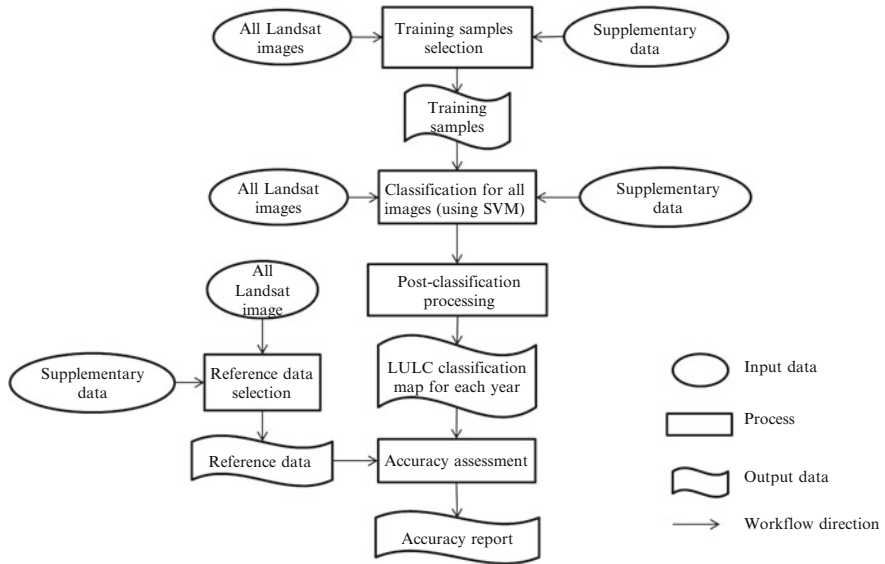 All Landsat
images
Training samples
selection
Supplementary
data
Training
samples
All Landsat
images
Classification for all
images (using SVM)
Supplementary
data
All
Landsat
image
Post-classification
processing
Supplementary
data
Reference data
selection
LULC classification
map for each year
Reference data
Accuracy assessment
Accuracy report
Input data
Process
Output data
Workflow direction